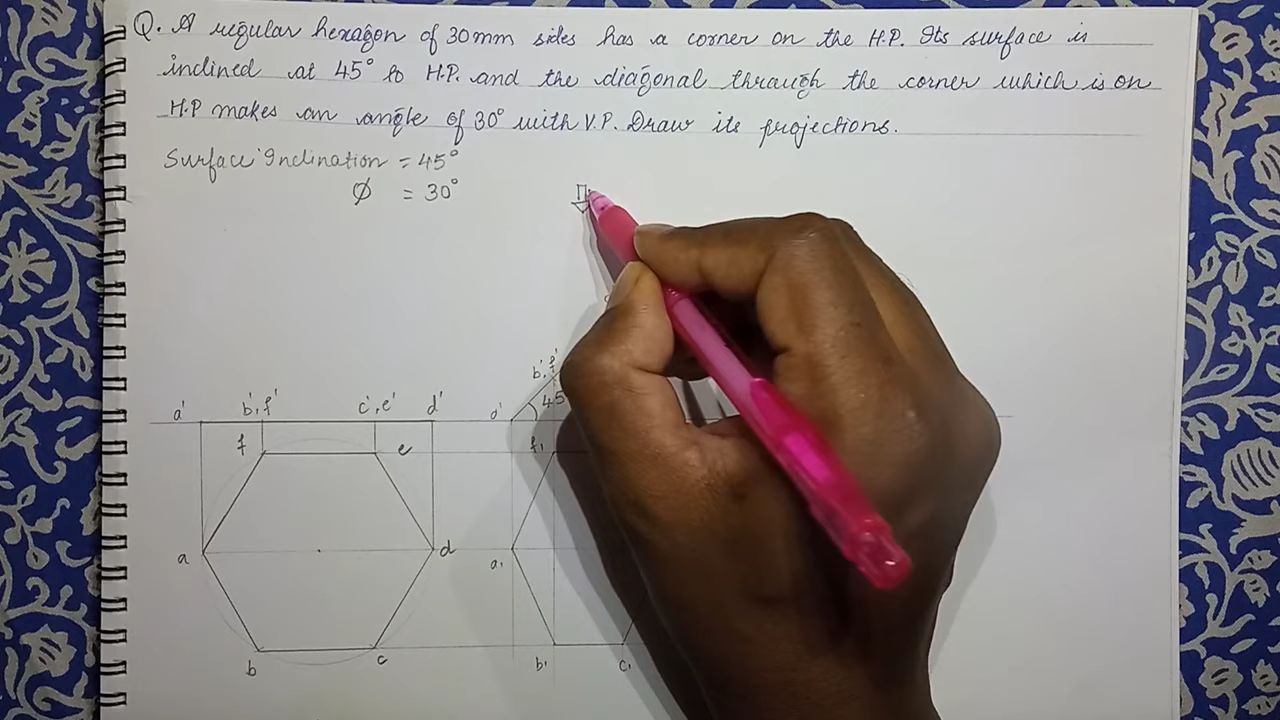 Q. A regular hexagon of 30mm sides has a corner on the H.P. Its surface is
inclined at 45° to H.P. and the diagonal through the corner which is on
H.P makes an angle of 30° with V.P. Draw its projections.
Surface Inclination = 45°
Ø = 30°
b', f'
a' b', f' c', e' d' a' 45
f e f₁
a d a₁
b c b₁ c₁